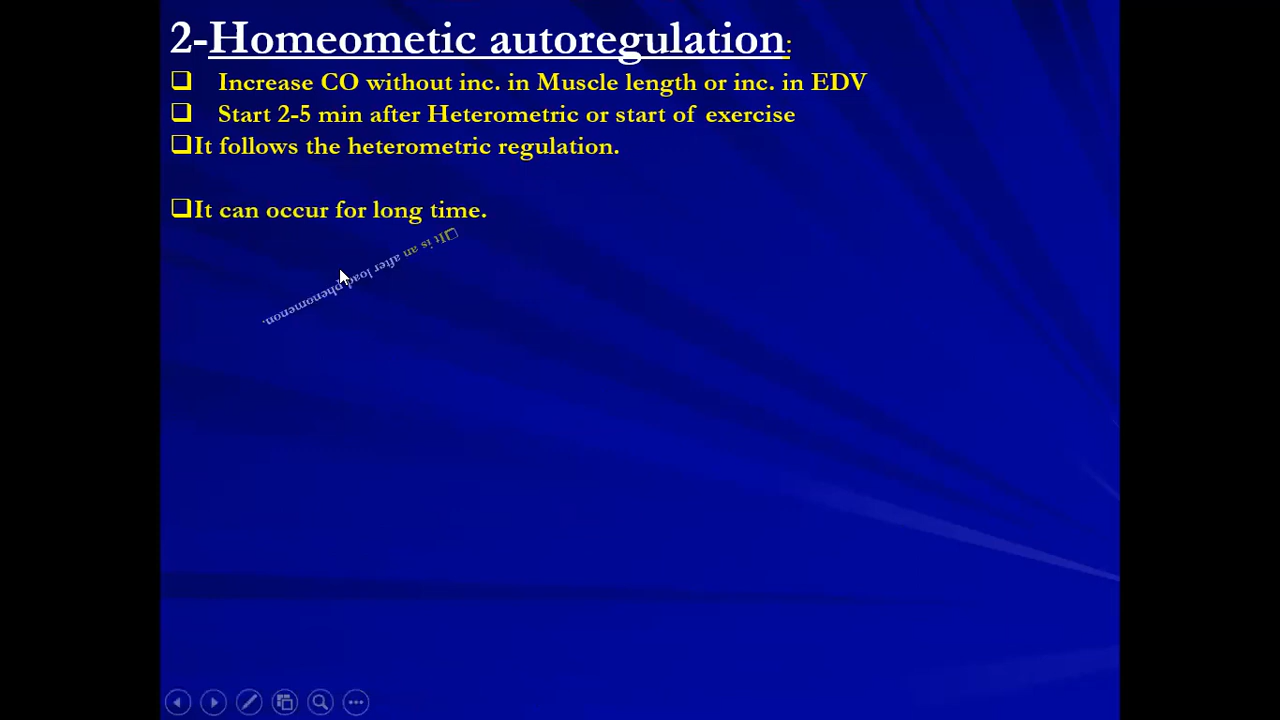 2-Homeometic autoregulation:
Increase CO without inc. in Muscle length or inc. in EDV
Start 2-5 min after Heterometric or start of exercise
It follows the heterometric regulation.
It can occur for long time.
It is an after load phenomenon.